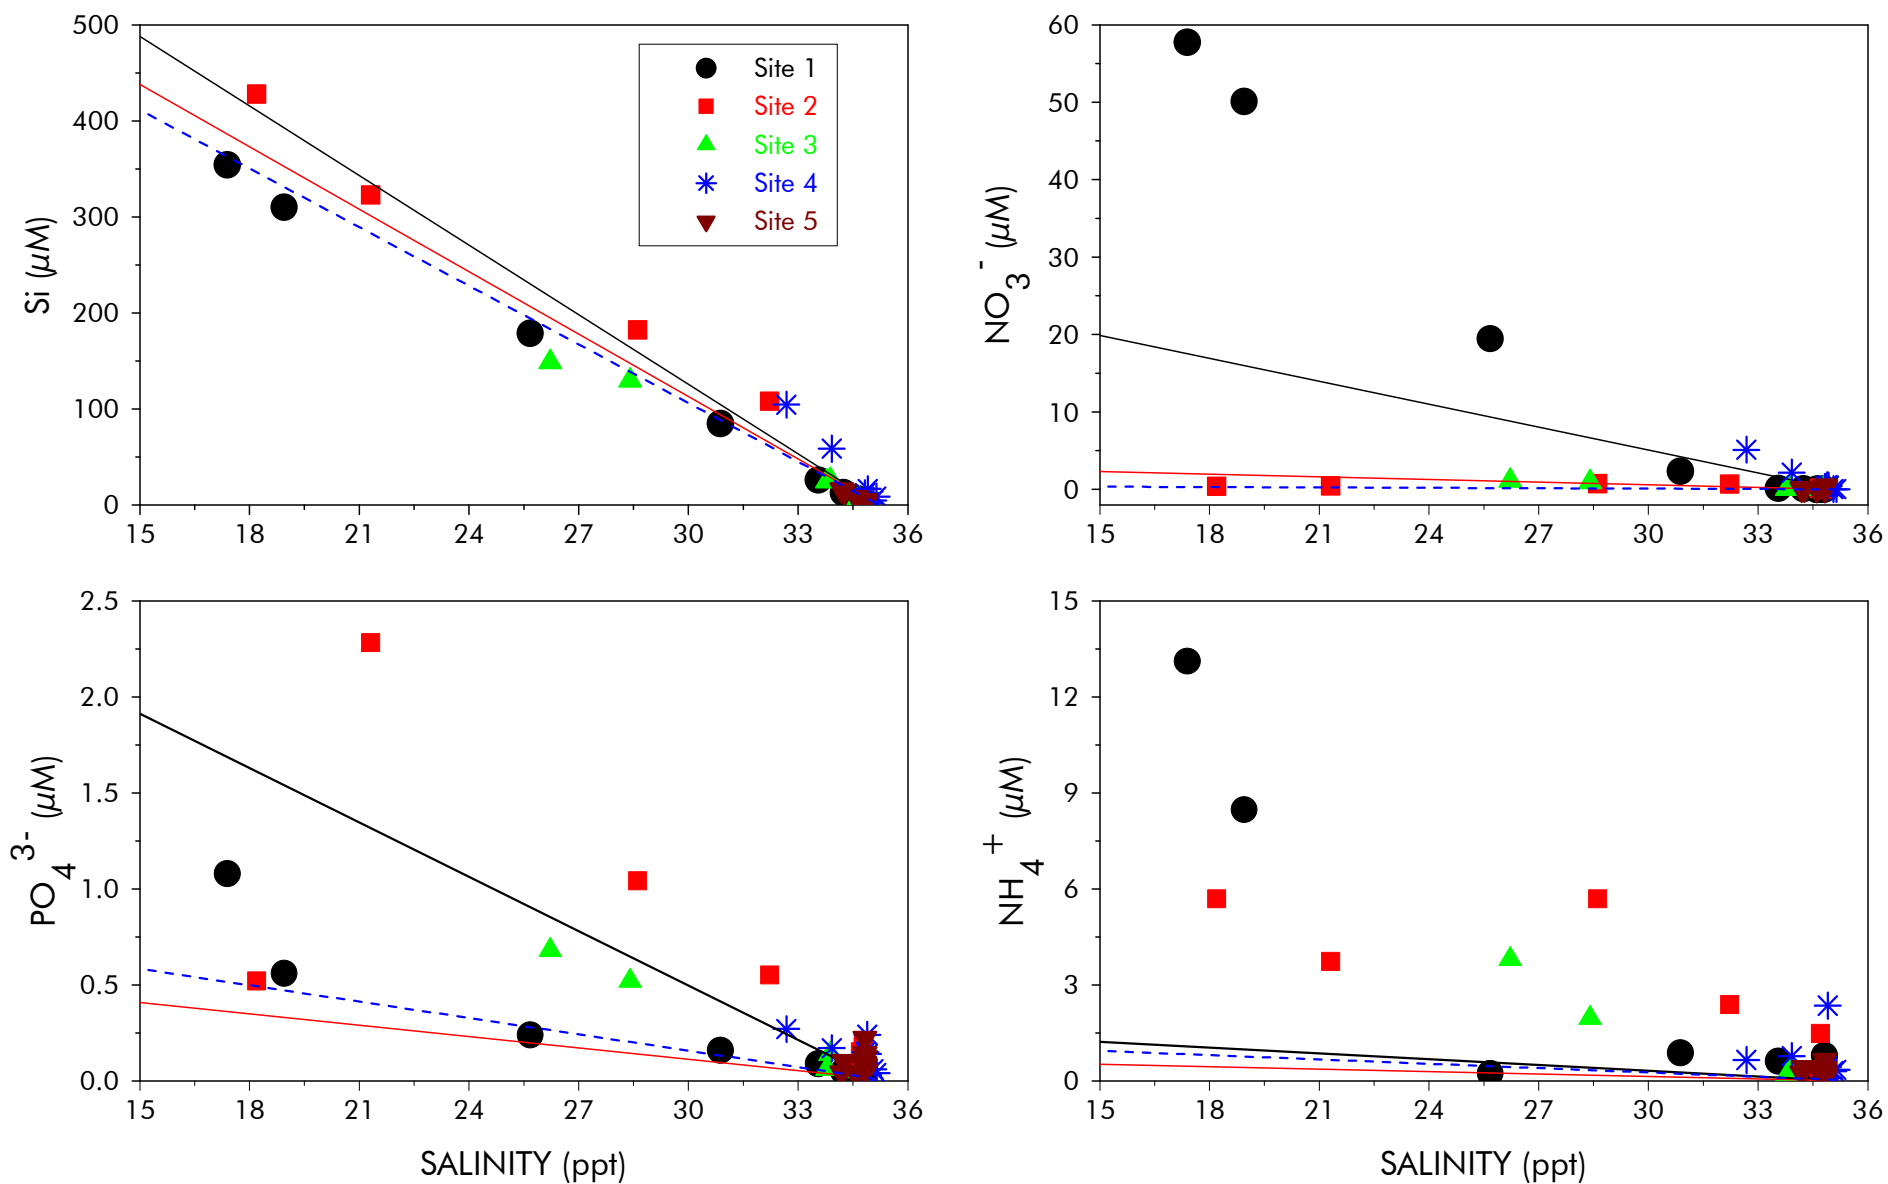 500
400
300
200
100
0
15 18 21 24 27 30 33 36
Si (µM)
Site 1
Site 2
Site 3
Site 4
Site 5
60
50
40
30
20
10
0
15 18 21 24 27 30 33 36
NO3- (µM)
2.5
2.0
1.5
1.0
0.5
0.0
15 18 21 24 27 30 33 36
PO43- (µM)
SALINITY (ppt)
15
12
9
6
3
0
15 18 21 24 27 30 33 36
NH4+ (µM)
SALINITY (ppt)